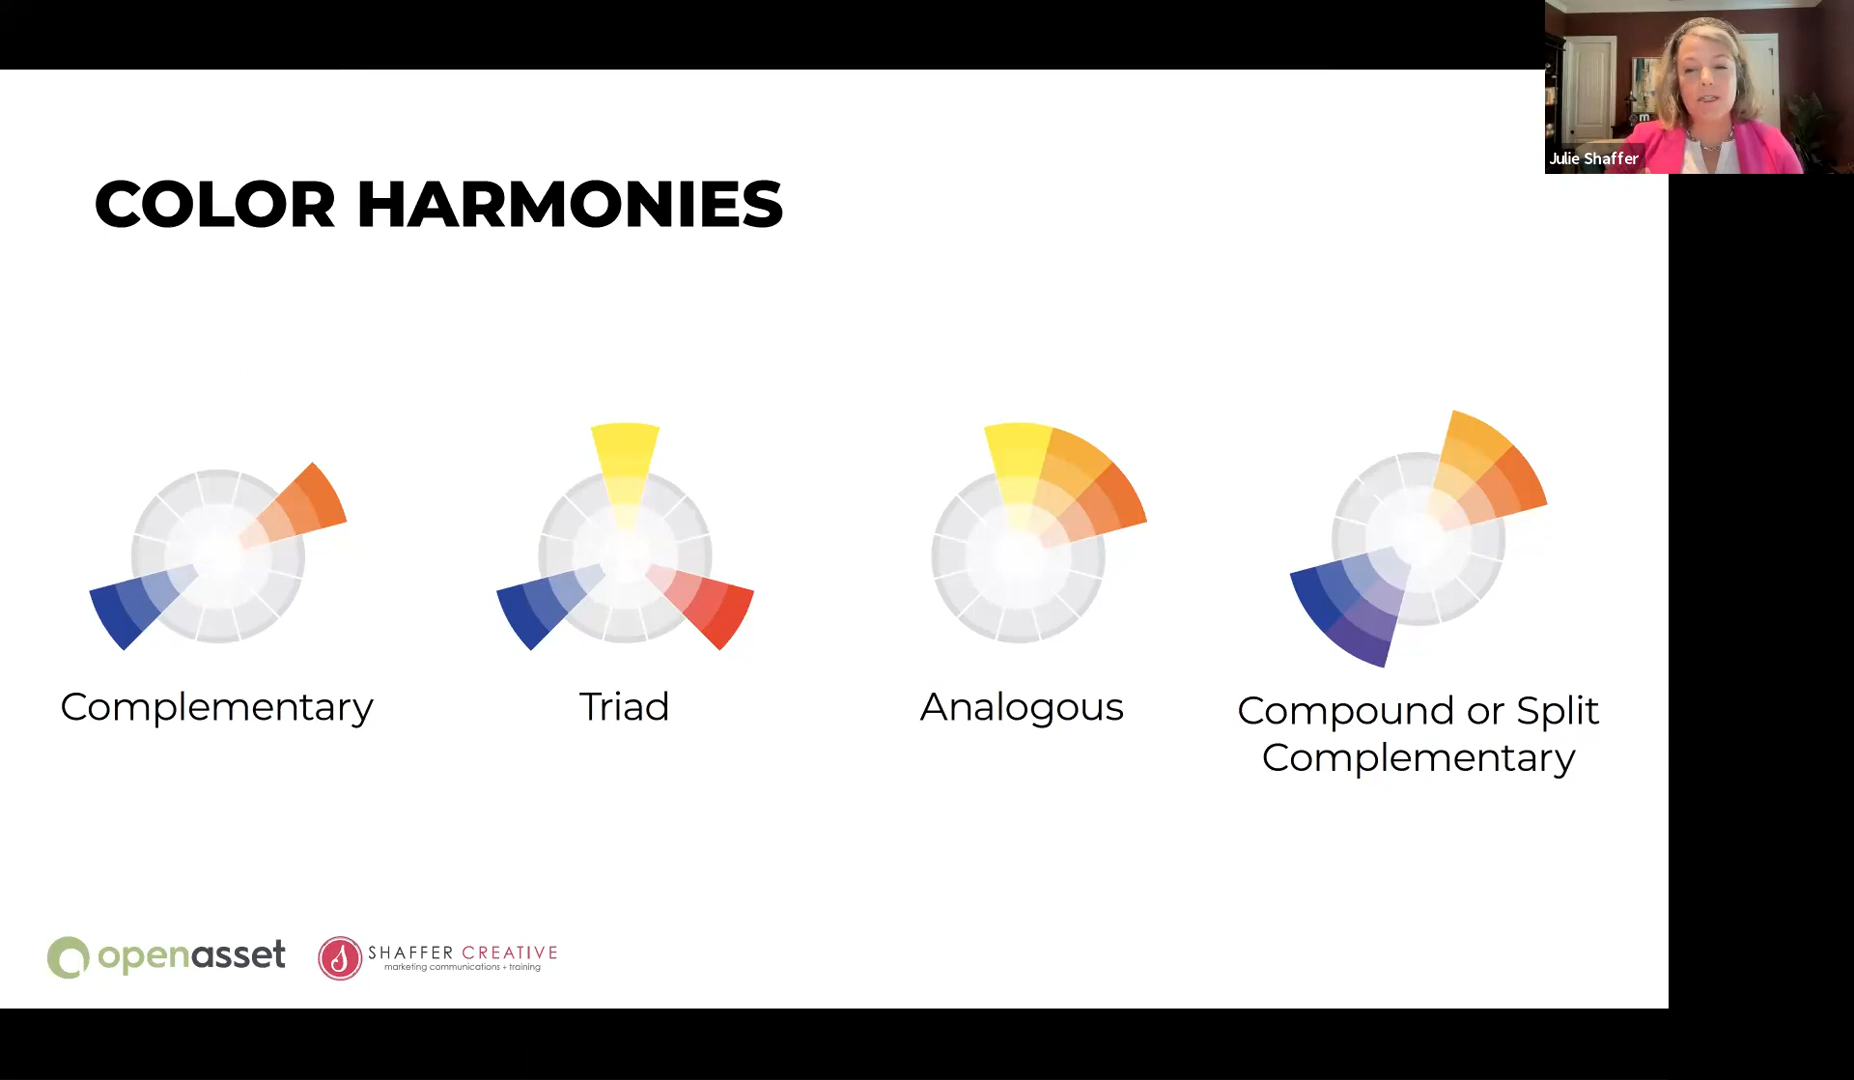 Julie Shaffer
COLOR HARMONIES
Complementary
Triad
Analogous
Compound or Split
Complementary
openasset
SHAFFER CREATIVE
marketing communications + training